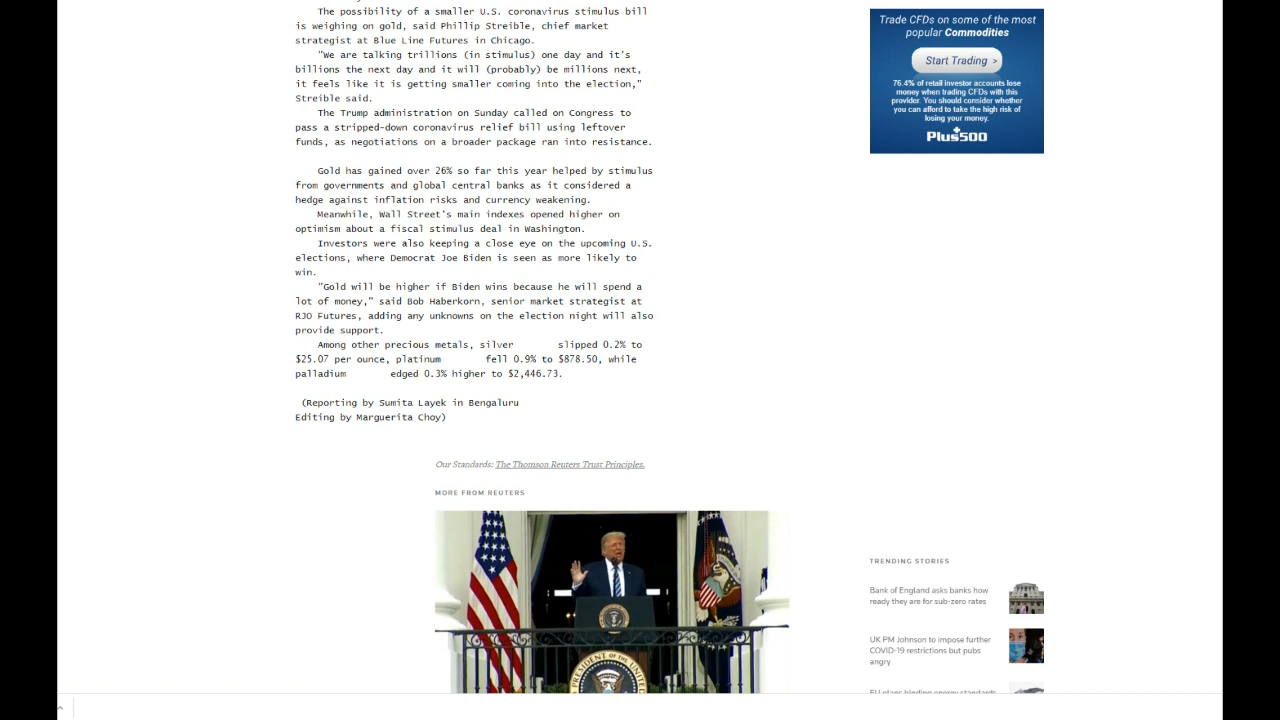 The possibility of a smaller U.S. coronavirus stimulus bill
is weighing on gold, said Phillip Streible, chief market
strategist at Blue Line Futures in Chicago.
"We are talking trillions (in stimulus) one day and it's
billions the next day and it will (probably) be millions next,
it feels like it is getting smaller coming into the election,"
Streible said.
The Trump administration on Sunday called on Congress to
pass a stripped-down coronavirus relief bill using leftover
funds, as negotiations on a broader package ran into resistance.
Gold has gained over 26% so far this year helped by stimulus
from governments and global central banks as it considered a
hedge against inflation risks and currency weakening.
Meanwhile, Wall Street's main indexes opened higher on
optimism about a fiscal stimulus deal in Washington.
Investors were also keeping a close eye on the upcoming U.S.
elections, where Democrat Joe Biden is seen as more likely to
win.
"Gold will be higher if Biden wins because he will spend a
lot of money," said Bob Haberkorn, senior market strategist at
RJO Futures, adding any unknowns on the election night will also
provide support.
Among other precious metals, silver slipped 0.2% to
$25.07 per ounce, platinum fell 0.9% to $878.50, while
palladium edged 0.3% higher to $2,446.73.
(Reporting by Sumita Layek in Bengaluru
Editing by Marguerita Choy)
Our Standards: The Thomson Reuters Trust Principles.
MORE FROM REUTERS
PRESIDENT OF THE UNITED
Trade CFDs on some of the most
popular Commodities
Start Trading >
76.4% of retail investor accounts lose
money when trading CFDs with this
provider. You should consider whether
you can afford to take the high risk of
losing your money.
Plus500
TRENDING STORIES
Bank of England asks banks how
ready they are for sub-zero rates
UK PM Johnson to impose further
COVID-19 restrictions but pubs
angry
EU plans binding energy standards